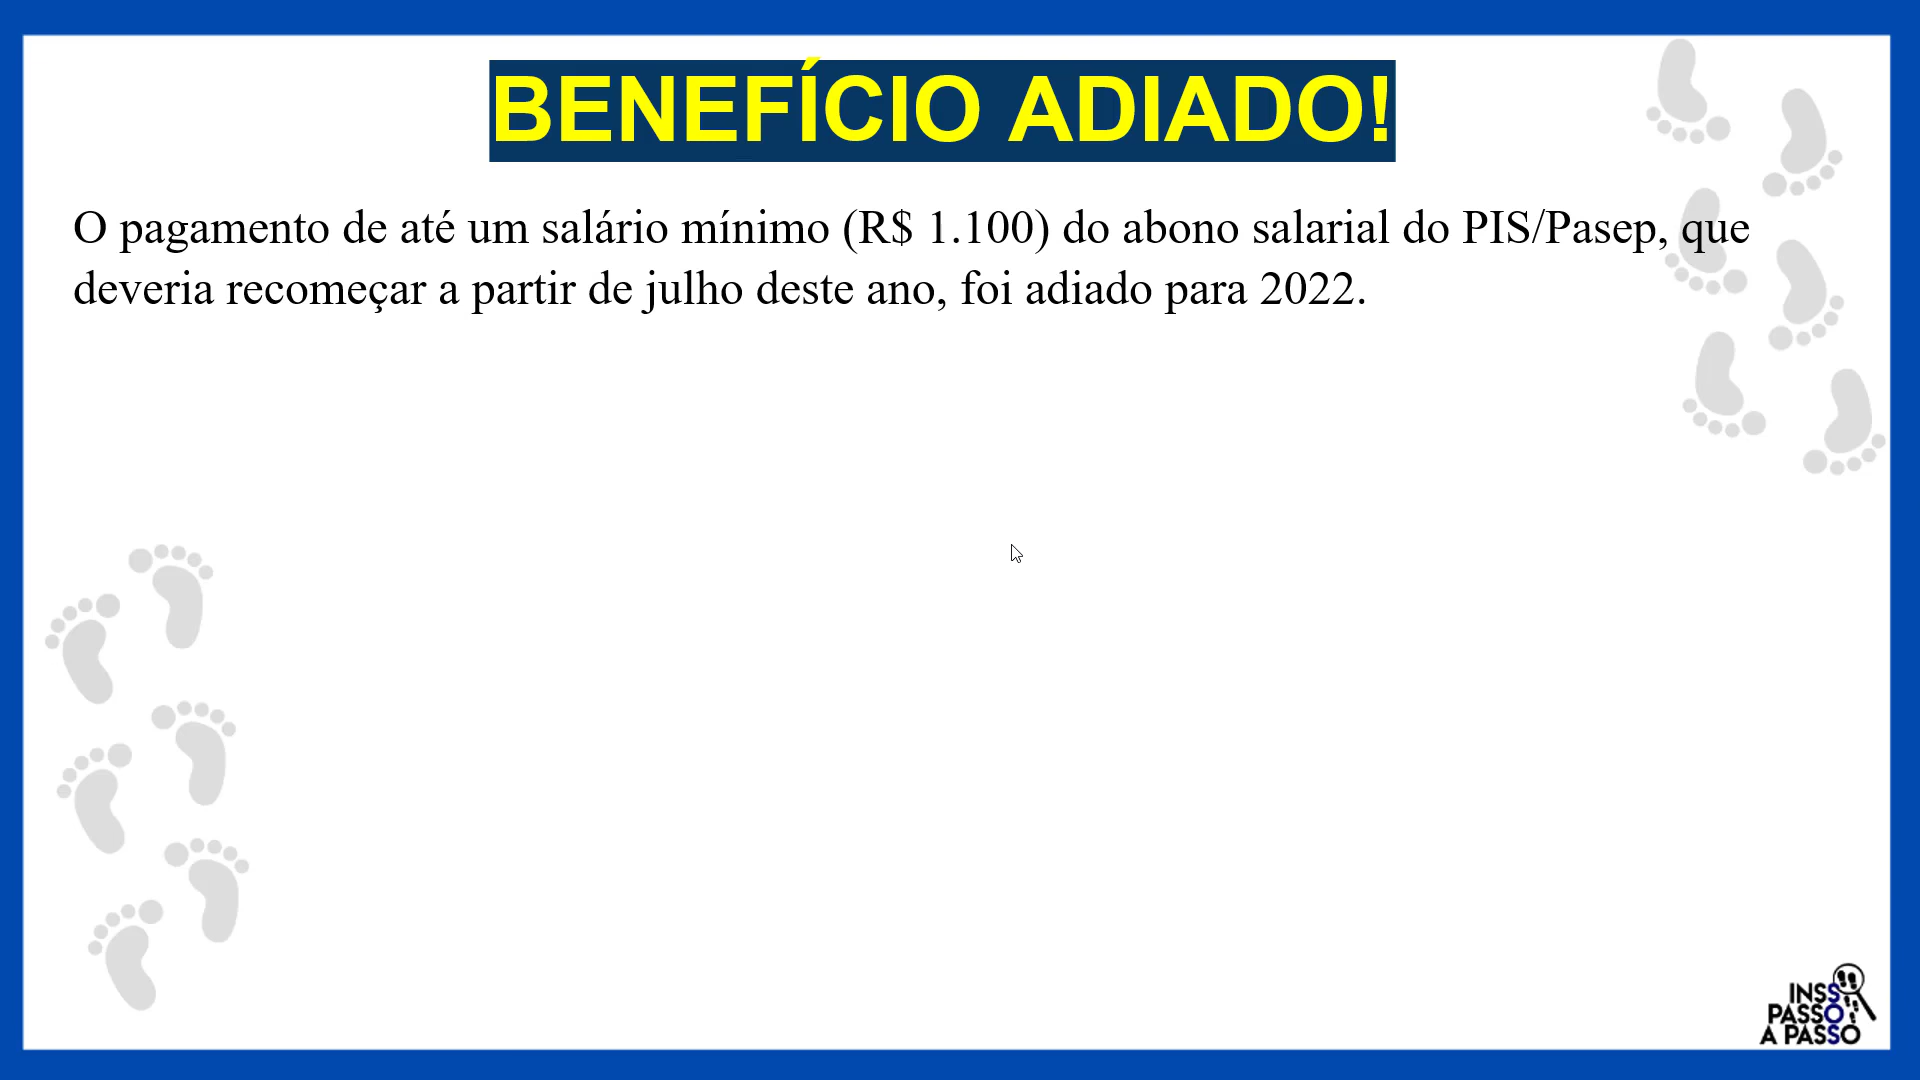 BENEFÍCIO ADIADO!
O pagamento de até um salário mínimo (R$ 1.100) do abono salarial do PIS/Pasep, que
deveria recomeçar a partir de julho deste ano, foi adiado para 2022.
INSS
PASSO
A PASSO